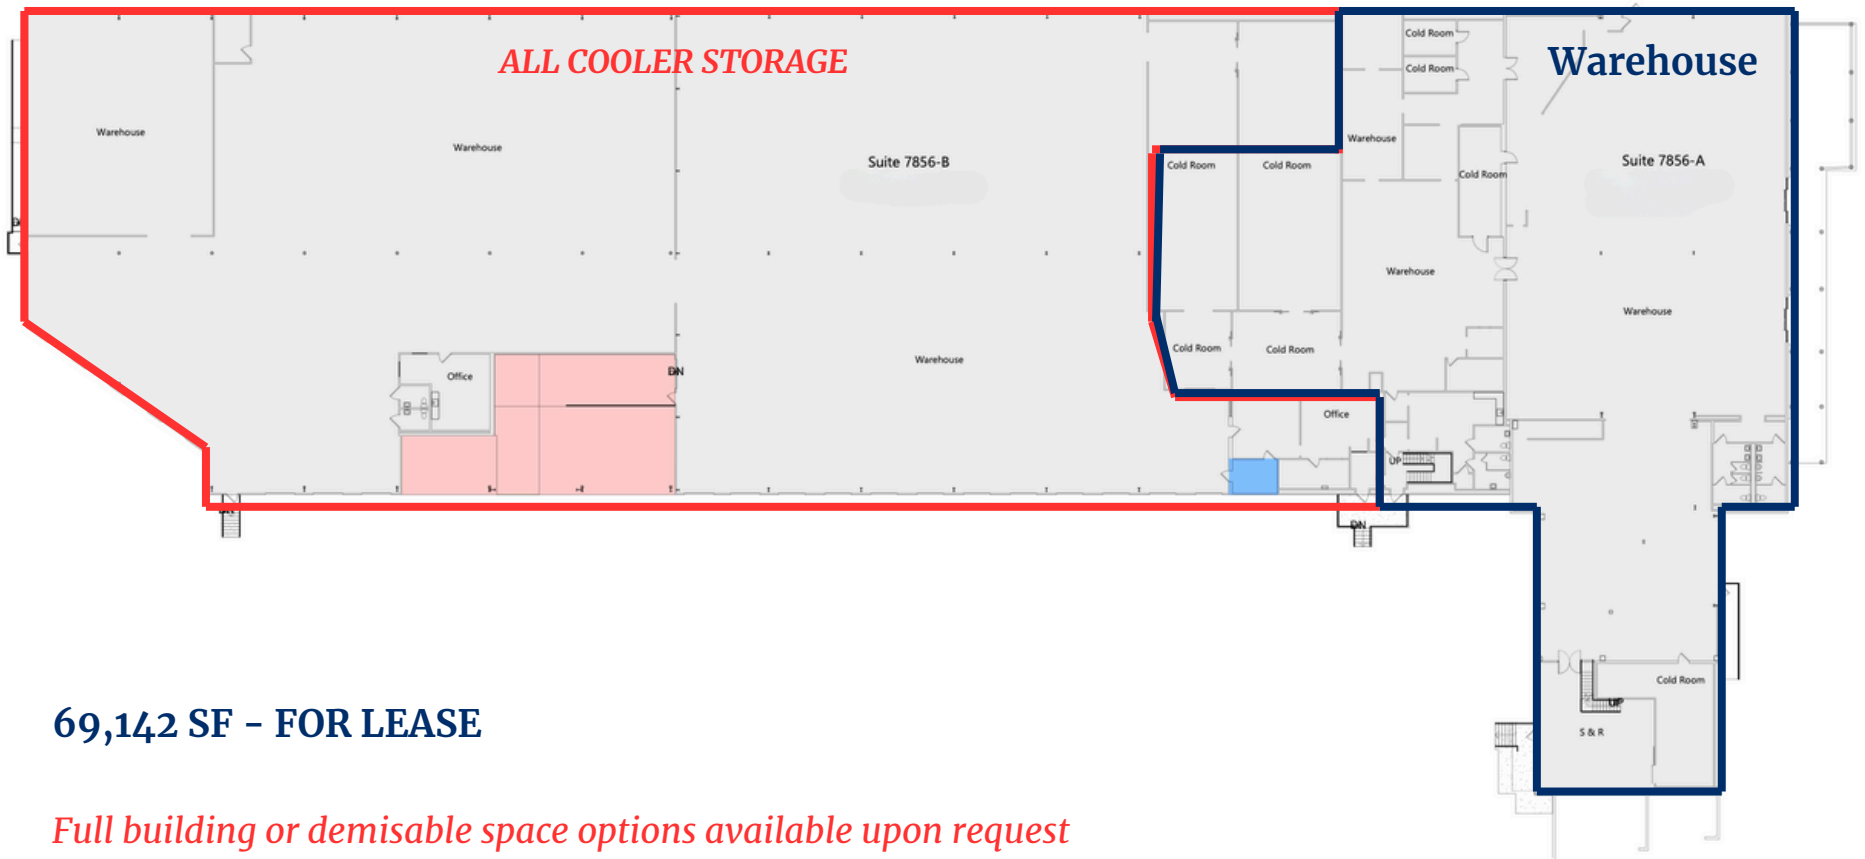 ALL COOLER STORAGE
Warehouse
Cold Room
Cold Room
Warehouse
Warehouse
Warehouse
Suite 7856-B
Suite 7856-A
Cold Room
Cold Room
Cold Room
Warehouse
Warehouse
Cold Room
Cold Room
Warehouse
DN
Office
Office
UP
DN
Cold Room
UP
S & R
69,142 SF - FOR LEASE
Full building or demisable space options available upon request